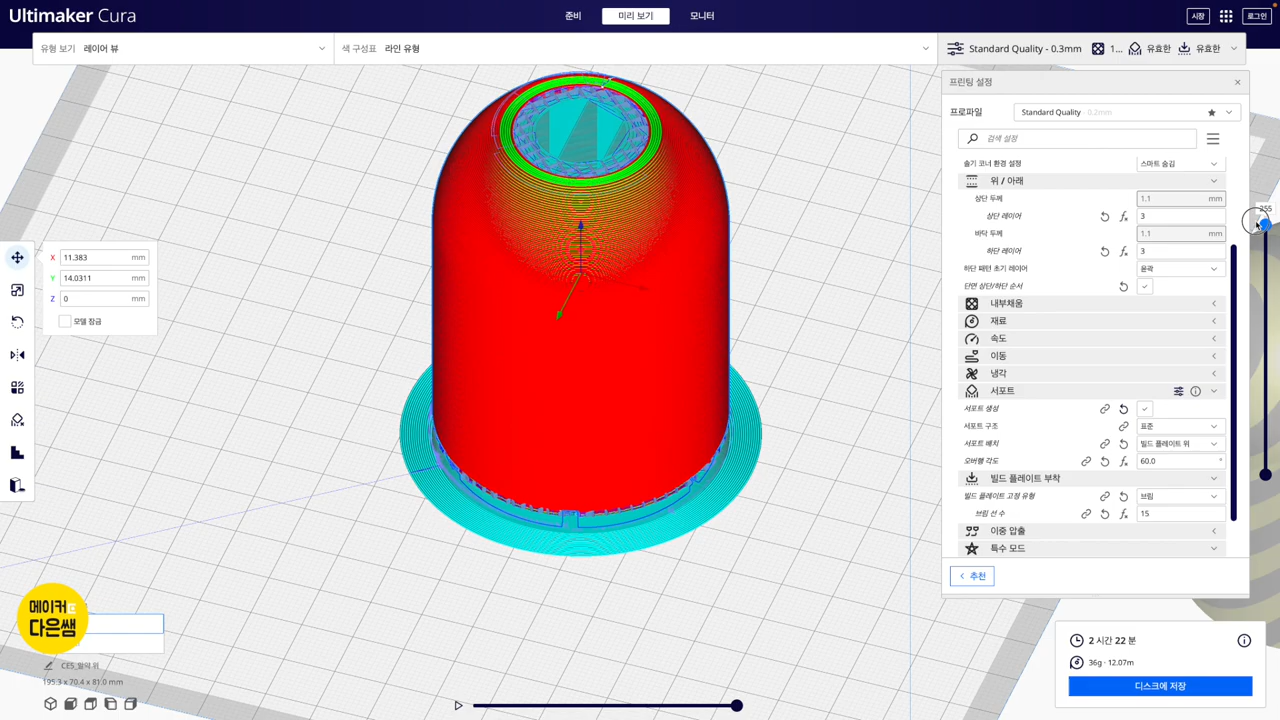 Ultimaker Cura
준비
미리 보기
모니터
시장
로그인
유형 보기 레이어 뷰
색 구성표 라인 유형
Standard Quality - 0.3mm
1...
유효한
유효한
프린팅 설정
프로파일
Standard Quality - 0.2mm
검색 설정
솔기 코너 환경 설정
스마트 숨김
위 / 아래
상단 두께
1.1 mm
상단 레이어
3
바닥 두께
1.1 mm
하단 레이어
3
하단 패턴 초기 레이어
윤곽
단면 상단/하단 순서
내부채움
재료
속도
이동
냉각
서포트
서포트 생성
서포트 구조
표준
서포트 배치
빌드 플레이트 위
오버행 각도
60.0 °
빌드 플레이트 부착
빌드 플레이트 고정 유형
브림
브림 선 수
15
이중 압출
특수 모드
추천
255
X 11.383 mm
Y 14.0311 mm
Z 0 mm
모델 잠금
메이커
다은쌤
195.3 x 70.4 x 81.0 mm
2 시간 22 분
36g · 12.07m
디스크에 저장